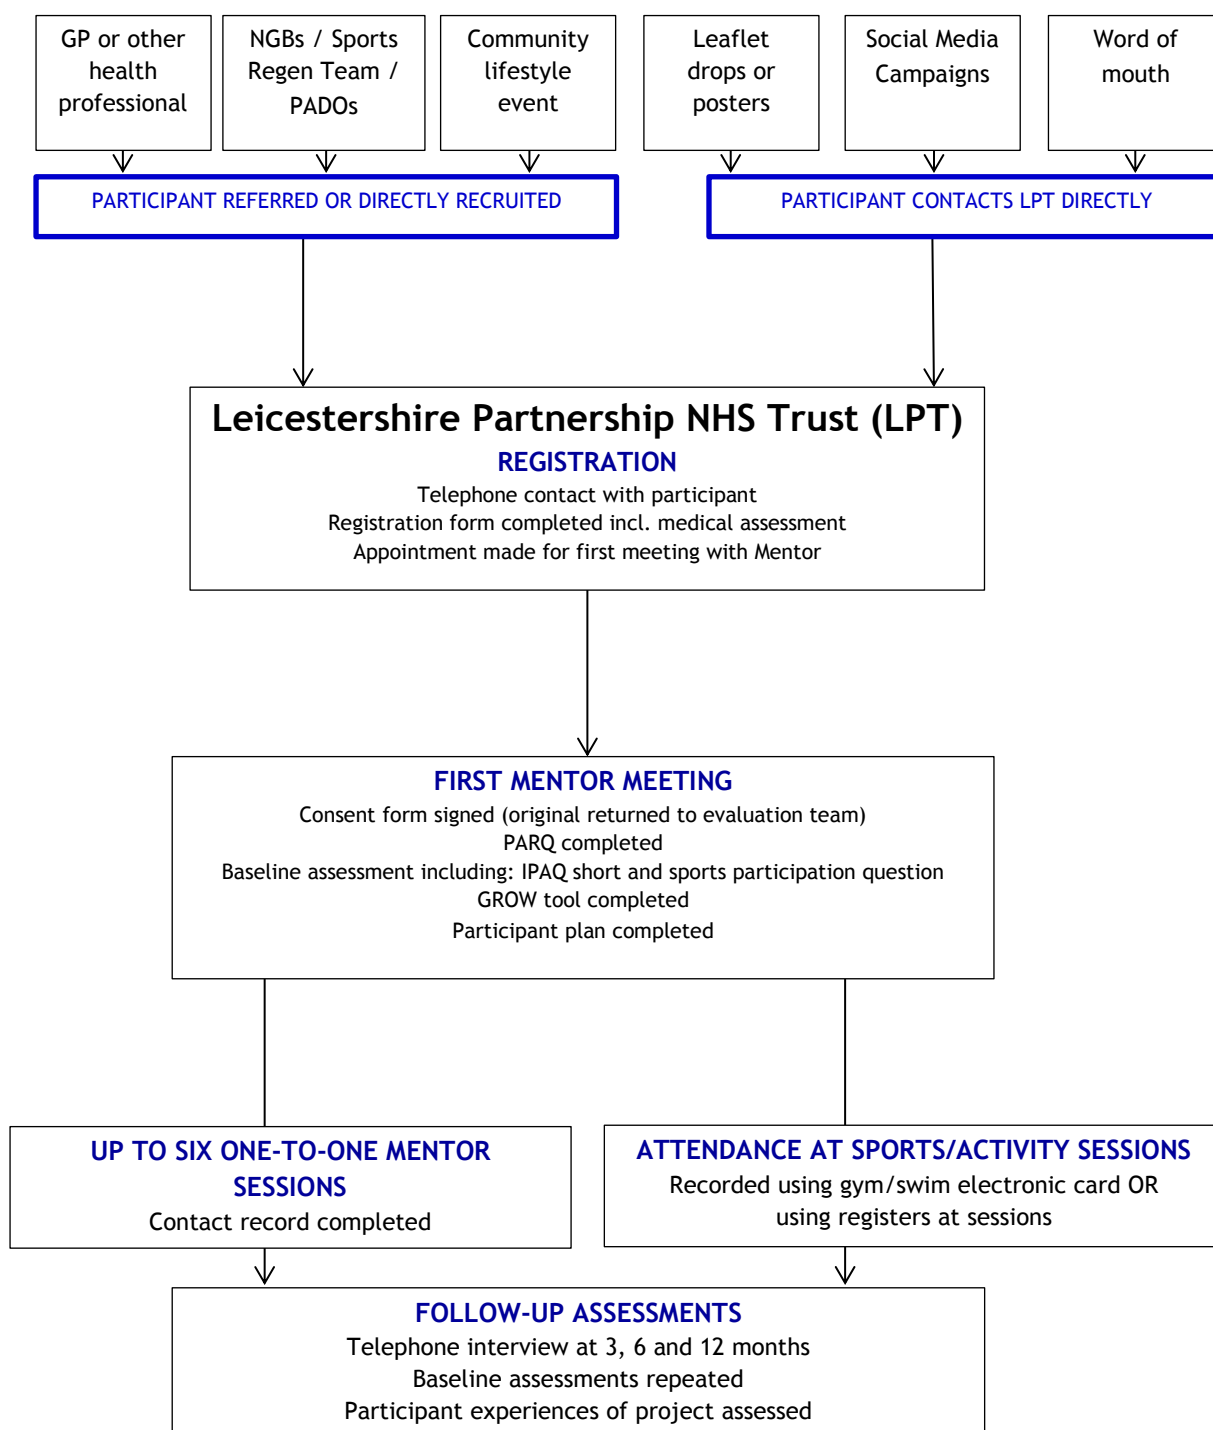 GP or other
health
professional
NGBs / Sports
Regen Team /
PADOs
Community
lifestyle
event
Leaflet
drops or
posters
Social Media
Campaigns
Word of
mouth
PARTICIPANT REFERRED OR DIRECTLY RECRUITED
PARTICIPANT CONTACTS LPT DIRECTLY
Leicestershire Partnership NHS Trust (LPT)
REGISTRATION
Telephone contact with participant
Registration form completed incl. medical assessment
Appointment made for first meeting with Mentor
FIRST MENTOR MEETING
Consent form signed (original returned to evaluation team)
PARQ completed
Baseline assessment including: IPAQ short and sports participation question
GROW tool completed
Participant plan completed
UP TO SIX ONE-TO-ONE MENTOR
SESSIONS
Contact record completed
ATTENDANCE AT SPORTS/ACTIVITY SESSIONS
Recorded using gym/swim electronic card OR
using registers at sessions
FOLLOW-UP ASSESSMENTS
Telephone interview at 3, 6 and 12 months
Baseline assessments repeated
Participant experiences of project assessed